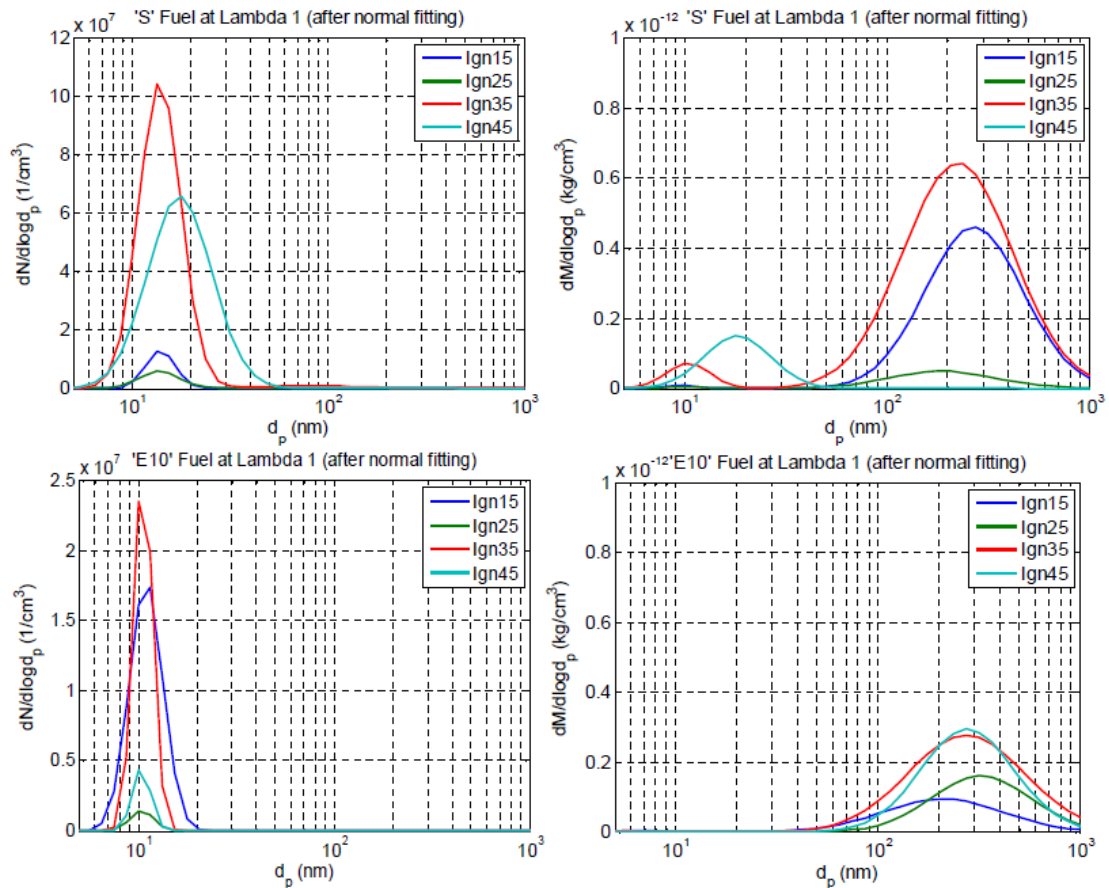 x 10^7 'S' Fuel at Lambda 1 (after normal fitting)
12
10
8
6
4
2
0
dN/dlogd_p (1/cm^3)
Ign15
Ign25
Ign35
Ign45
10^1 10^2 10^3
d_p (nm)
x 10^-12 'S' Fuel at Lambda 1 (after normal fitting)
1
0.8
0.6
0.4
0.2
0
dM/dlogd_p (kg/cm^3)
Ign15
Ign25
Ign35
Ign45
10^1 10^2 10^3
d_p (nm)
x 10^7 'E10' Fuel at Lambda 1 (after normal fitting)
2.5
2
1.5
1
0.5
0
dN/dlogd_p (1/cm^3)
Ign15
Ign25
Ign35
Ign45
10^1 10^2 10^3
d_p (nm)
x 10^-12 'E10' Fuel at Lambda 1 (after normal fitting)
1
0.8
0.6
0.4
0.2
0
dM/dlogd_p (kg/cm^3)
Ign15
Ign25
Ign35
Ign45
10^1 10^2 10^3
d_p (nm)